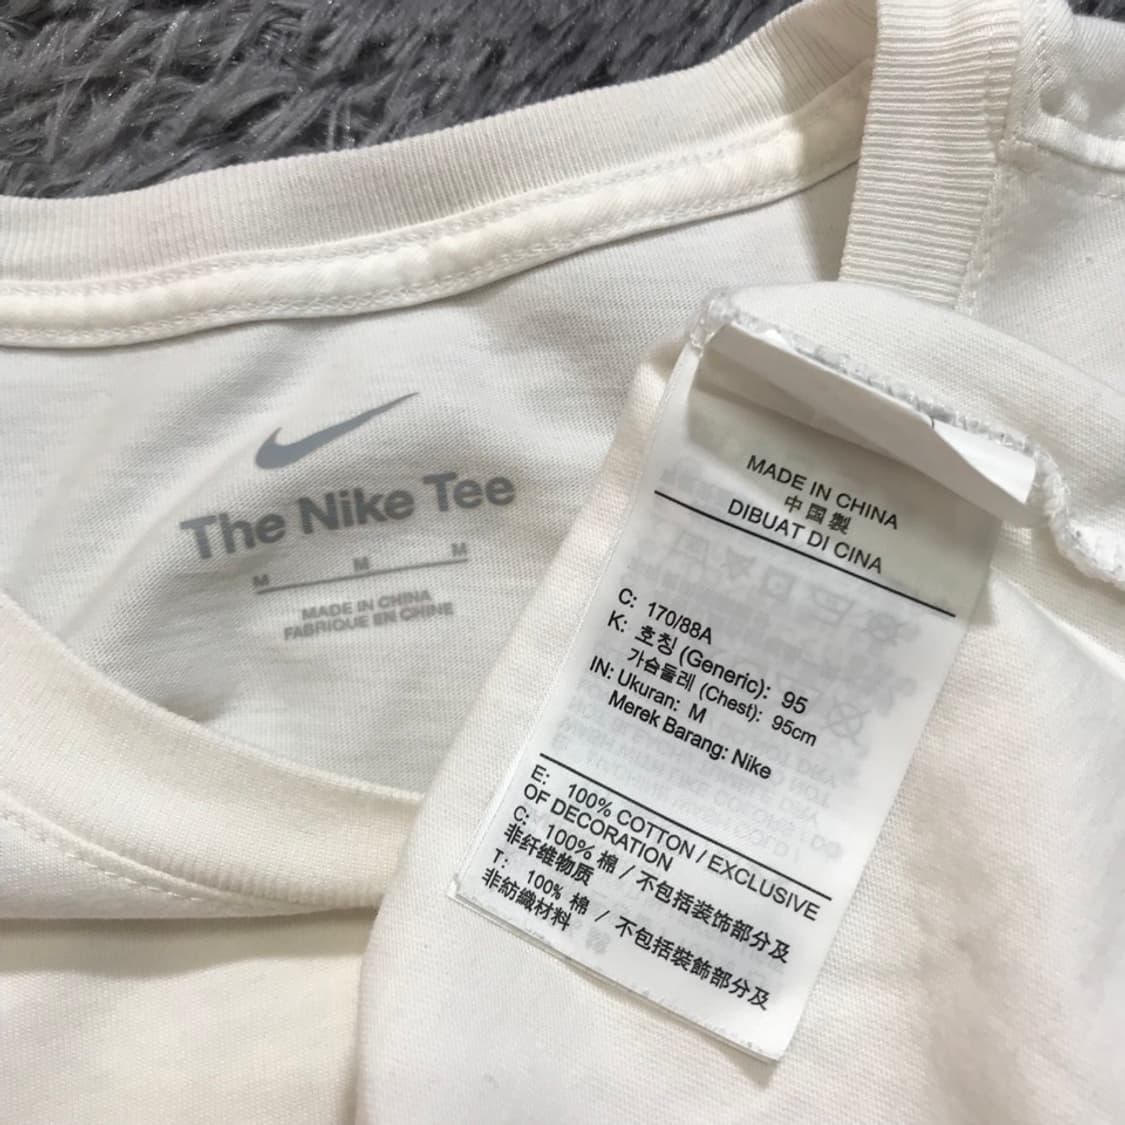 The Nike Tee
M M M
MADE IN CHINA
FABRIQUE EN CHINE
MADE IN CHINA
中国製
DIBUAT DI CINA
C: 170/88A
K: 호칭 (Generic): 95
가슴둘레 (Chest): 95cm
IN: Ukuran: M
Merek Barang: Nike
E: 100% COTTON / EXCLUSIVE
OF DECORATION
C: 100% 棉 / 不包括装饰部分及
非纤维物质
T: 100% 棉 / 不包括裝飾部分及
非紡織材料